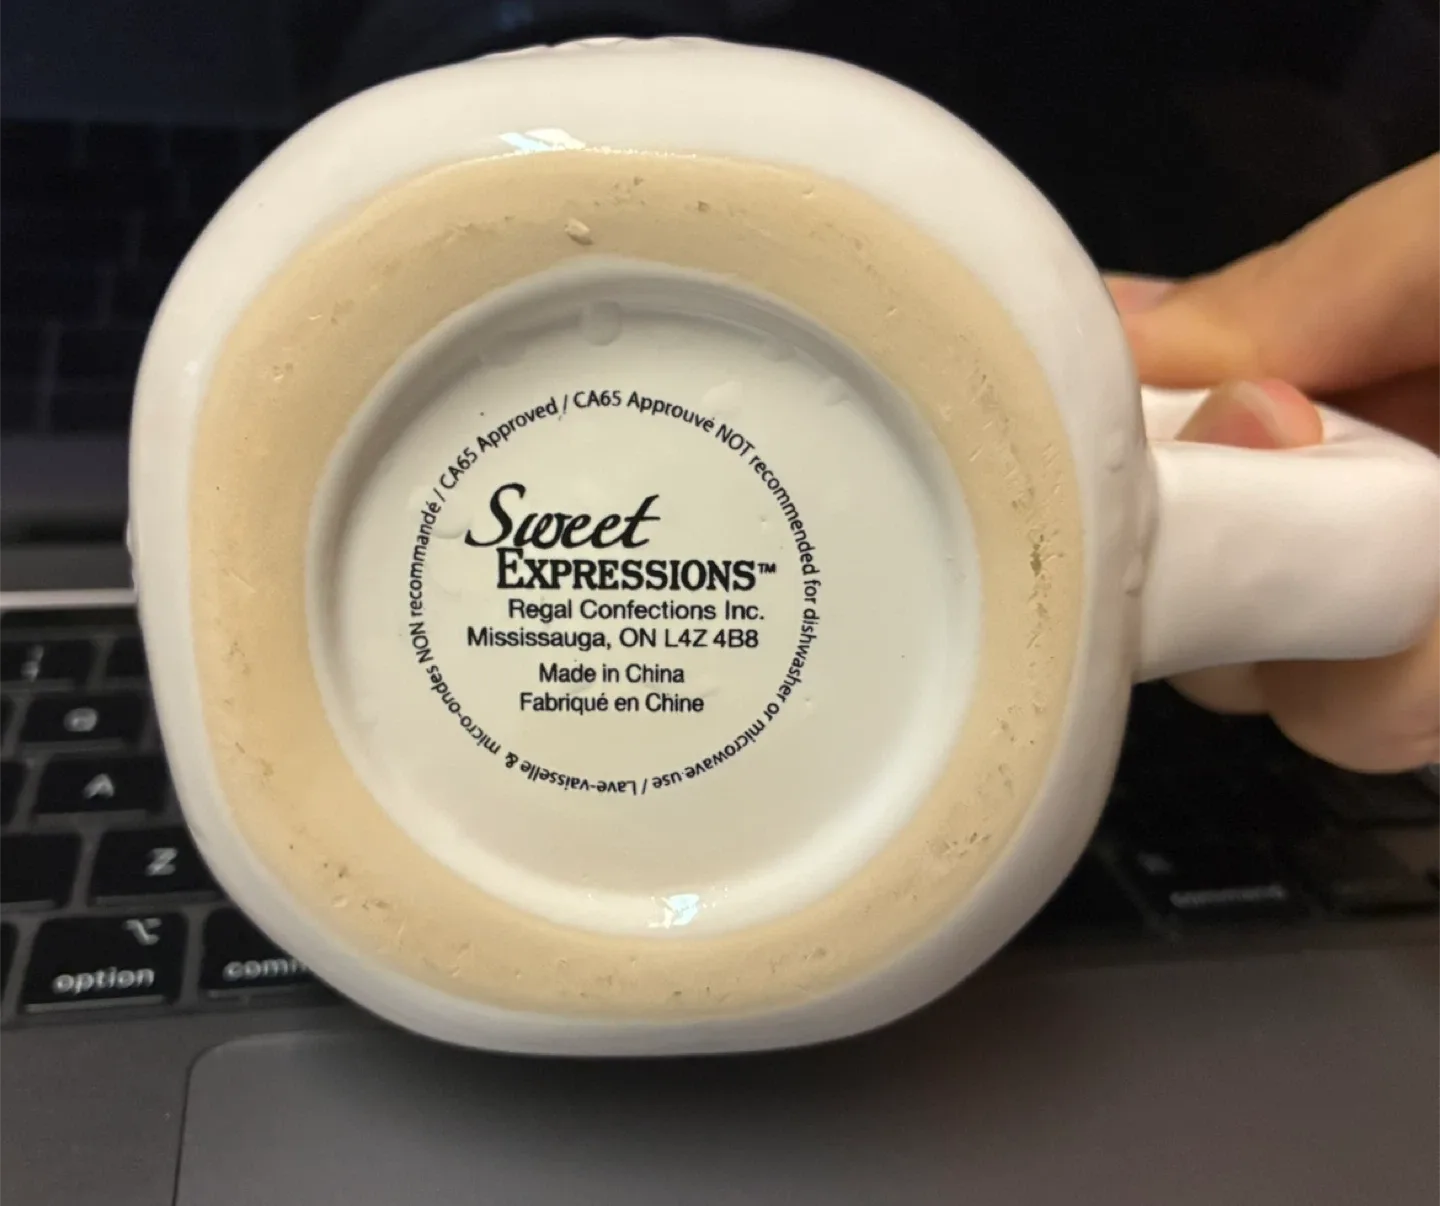 CA65 Approved / CA65 Approuvé NOT recommended for dishwasher or microwave use / Lave-vaisselle & micro-ondes NON recommandé /
Sweet
EXPRESSIONS™
Regal Confections Inc.
Mississauga, ON L4Z 4B8
Made in China
Fabriqué en Chine
A
Z
option